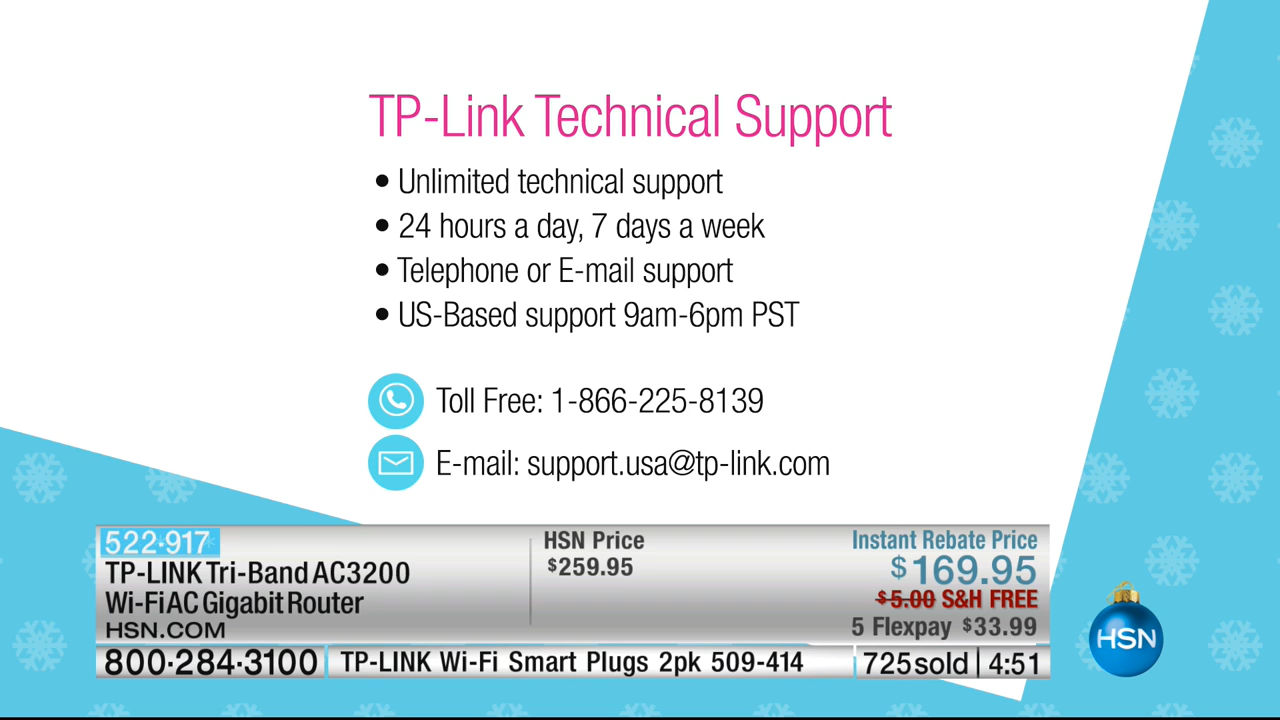 TP-Link Technical Support
• Unlimited technical support
• 24 hours a day, 7 days a week
• Telephone or E-mail support
• US-Based support 9am-6pm PST
Toll Free: 1-866-225-8139
E-mail: support.usa@tp-link.com
522-917
TP-LINK Tri-Band AC3200
Wi-Fi AC Gigabit Router
HSN.COM
HSN Price
$259.95
Instant Rebate Price
$169.95
$5.00 S&H FREE
5 Flexpay $33.99
HSN
800·284·3100
TP-LINK Wi-Fi Smart Plugs 2pk 509-414
725 sold | 4:51